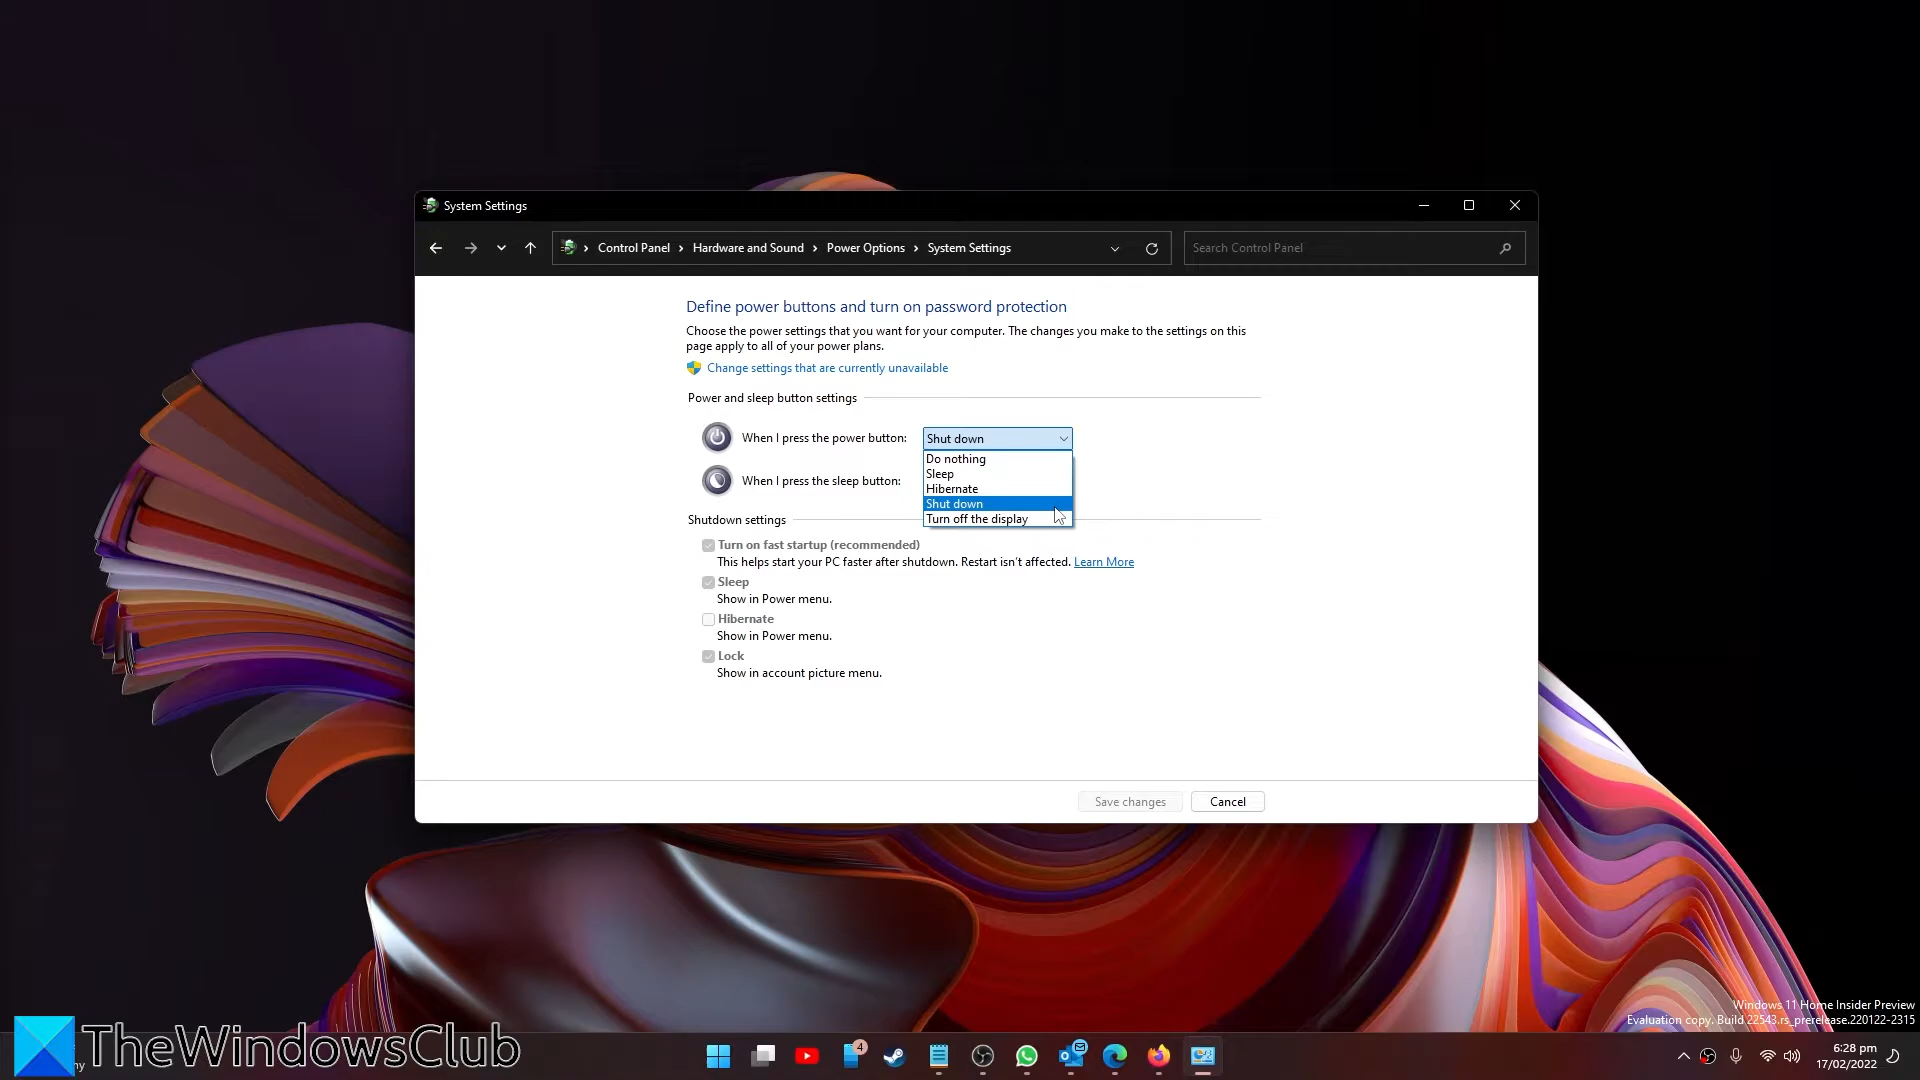 System Settings
Control Panel > Hardware and Sound > Power Options > System Settings
Search Control Panel
Define power buttons and turn on password protection
Choose the power settings that you want for your computer. The changes you make to the settings on this
page apply to all of your power plans.
Change settings that are currently unavailable
Power and sleep button settings
When I press the power button:
Shut down
Do nothing
Sleep
Hibernate
Shut down
Turn off the display
When I press the sleep button:
Shutdown settings
Turn on fast startup (recommended)
This helps start your PC faster after shutdown. Restart isn't affected. Learn More
Sleep
Show in Power menu.
Hibernate
Show in Power menu.
Lock
Show in account picture menu.
Save changes
Cancel
Windows 11 Home Insider Preview
Evaluation copy. Build 22543.rs_prerelease.220122-2315
TheWindowsClub
4
6:28 pm
17/02/2022